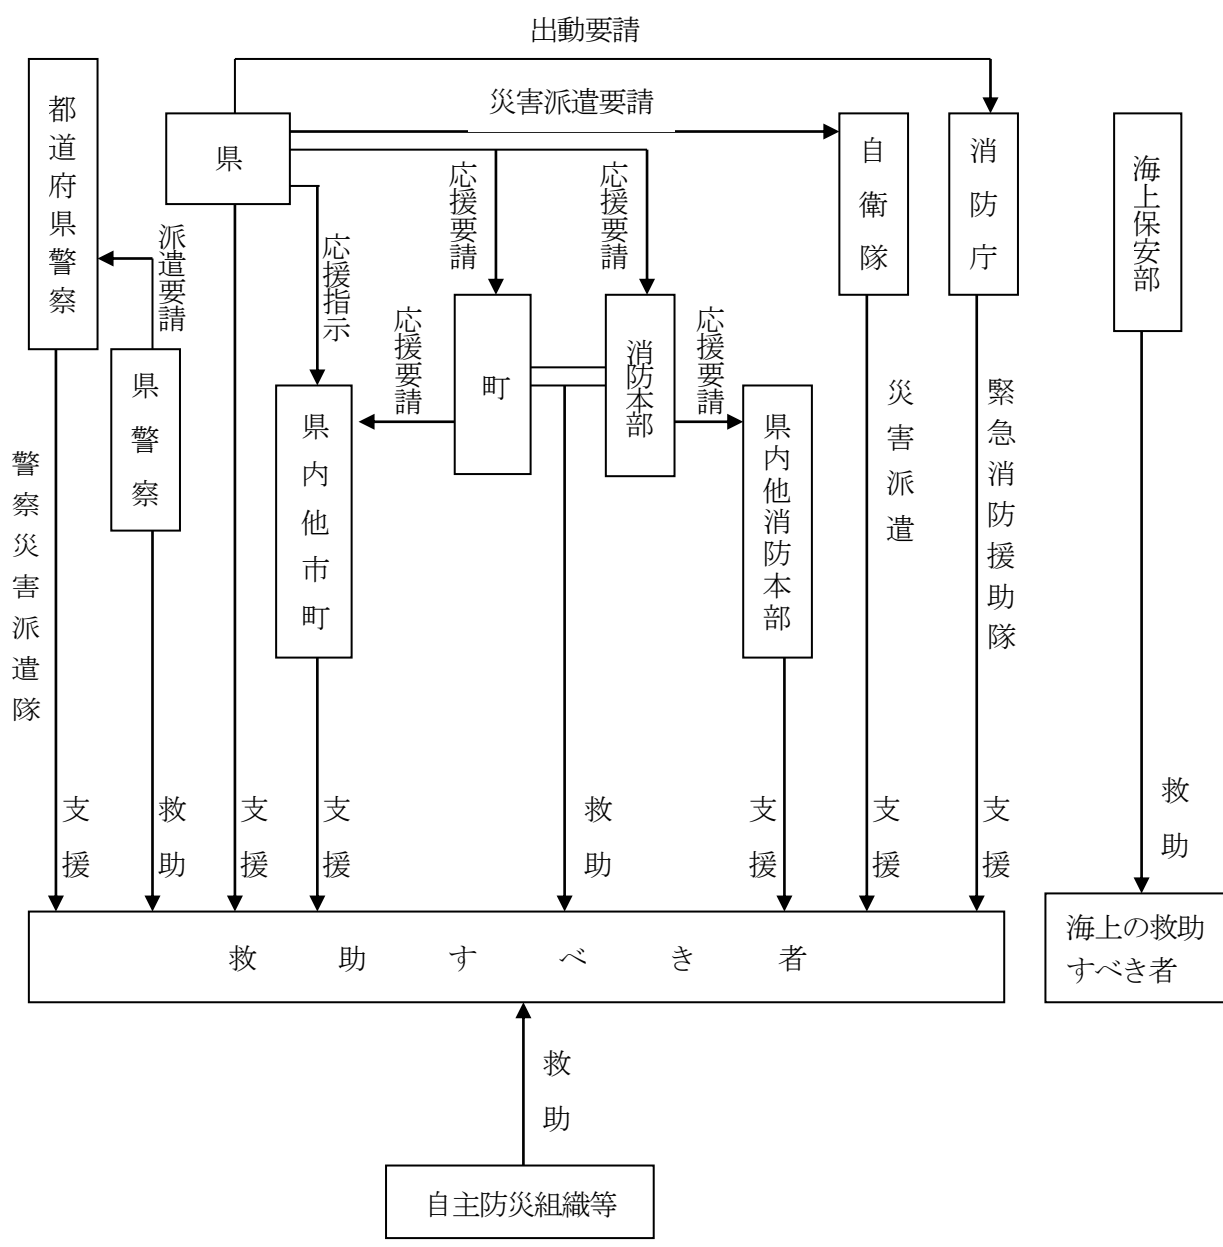 出動要請
災害派遣要請
都道府県警察
県
自衛隊
消防庁
海上保安部
派遣要請
応援指示
応援要請
応援要請
県警察
応援要請
町
消防本部
応援要請
県内他市町
県内他消防本部
警察災害派遣隊
災害派遣
緊急消防援助隊
支援
救助
支援
支援
救助
支援
支援
支援
救助
救助すべき者
海上の救助
すべき者
救助
自主防災組織等